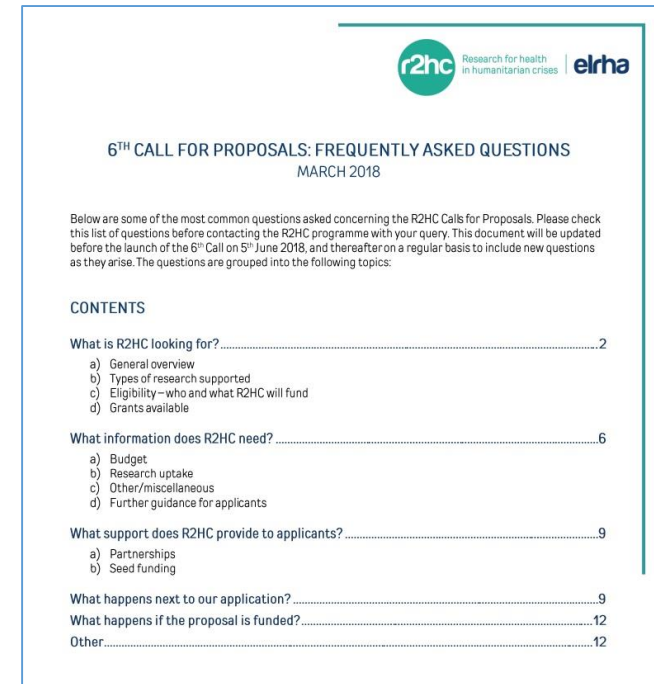 r2hc
Research for health
in humanitarian crises
elrha
6TH CALL FOR PROPOSALS: FREQUENTLY ASKED QUESTIONS
MARCH 2018
Below are some of the most common questions asked concerning the R2HC Calls for Proposals. Please check
this list of questions before contacting the R2HC programme with your query. This document will be updated
before the launch of the 6th Call on 5th June 2018, and thereafter on a regular basis to include new questions
as they arise. The questions are grouped into the following topics:
CONTENTS
What is R2HC looking for?..........2
a) General overview
b) Types of research supported
c) Eligibility – who and what R2HC will fund
d) Grants available
What information does R2HC need?..........6
a) Budget
b) Research uptake
c) Other/miscellaneous
d) Further guidance for applicants
What support does R2HC provide to applicants?..........9
a) Partnerships
b) Seed funding
What happens next to our application?..........9
What happens if the proposal is funded?..........12
Other..........12